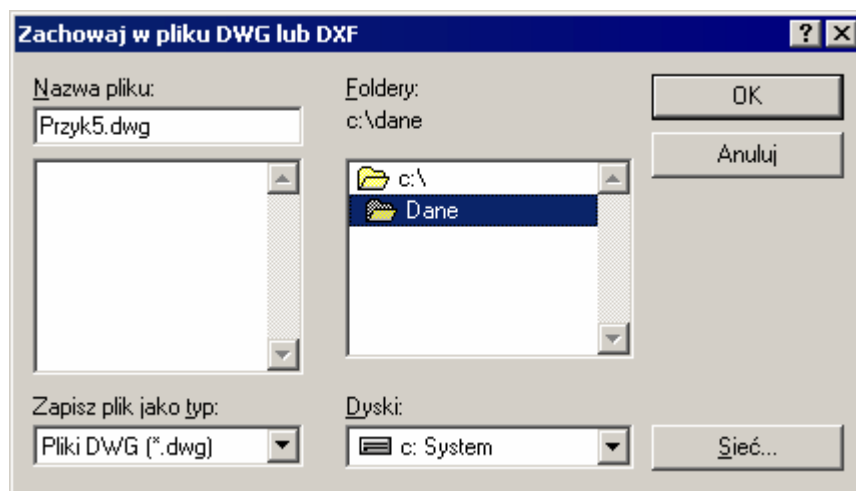 Zachowaj w pliku DWG lub DXF
Nazwa pliku:
Przyk5.dwg
Foldery:
c:\dane
c:\
Dane
OK
Anuluj
Zapisz plik jako typ:
Pliki DWG (*.dwg)
Dyski:
c: System
Sieć...